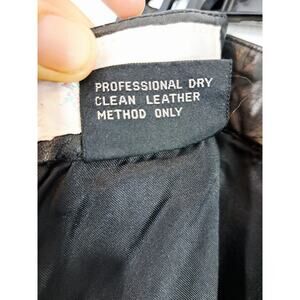 PROFESSIONAL DRY
CLEAN LEATHER
METHOD ONLY